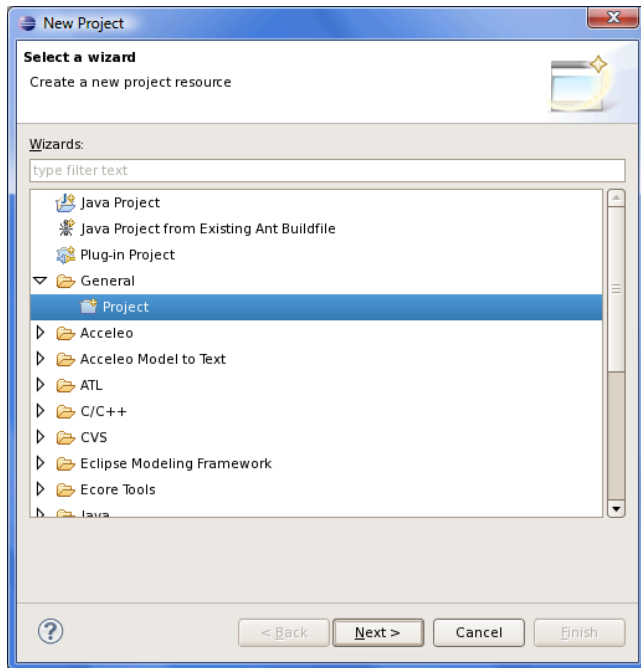 New Project
Select a wizard
Create a new project resource
Wizards:
type filter text
Java Project
Java Project from Existing Ant Buildfile
Plug-in Project
General
Project
Acceleo
Acceleo Model to Text
ATL
C/C++
CVS
Eclipse Modeling Framework
Ecore Tools
Java
? < Back Next > Cancel Finish